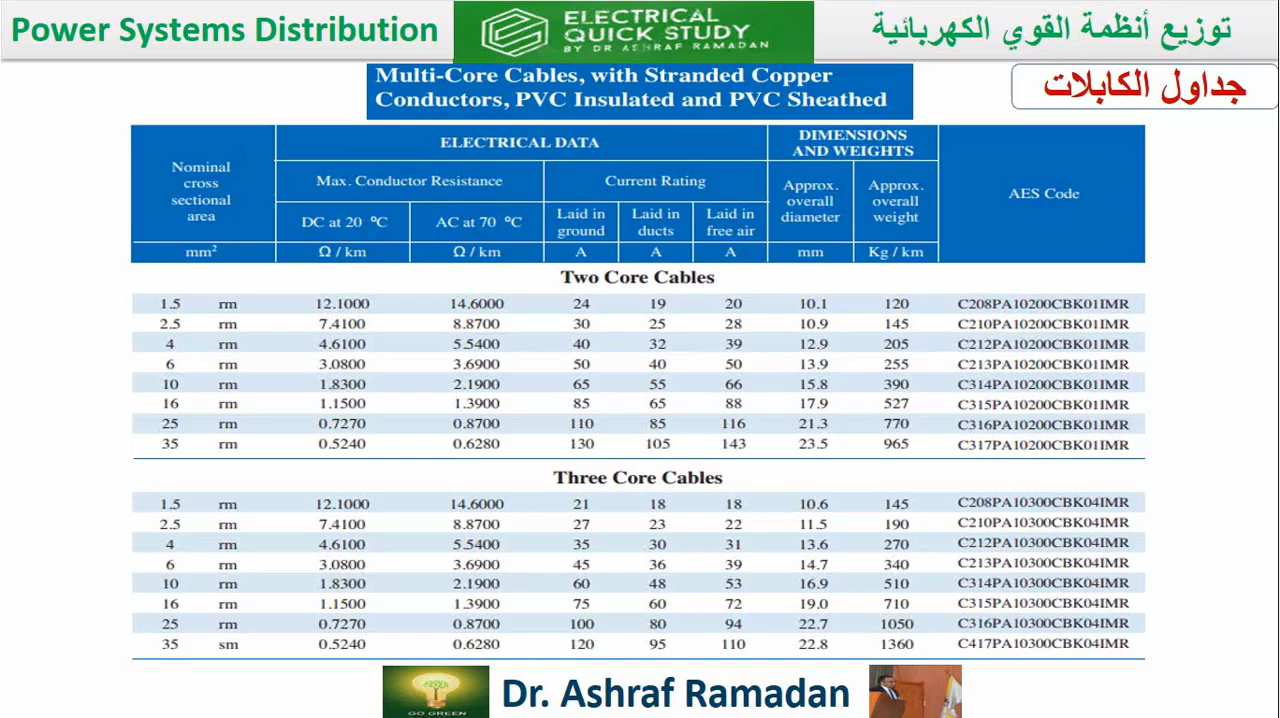 Power Systems Distribution
ELECTRICAL
QUICK STUDY
BY DR ASHRAF RAMADAN
توزيع أنظمة القوي الكهربائية
جداول الكابلات
Multi-Core Cables, with Stranded Copper
Conductors, PVC Insulated and PVC Sheathed
Nominal cross sectional area ELECTRICAL DATA DIMENSIONS AND WEIGHTS AES Code
Max. Conductor Resistance Current Rating Approx. overall diameter Approx. overall weight
DC at 20 °C AC at 70 °C Laid in ground Laid in ducts Laid in free air
mm² Ω / km Ω / km A A A mm Kg / km
Two Core Cables
1.5 rm 12.1000 14.6000 24 19 20 10.1 120 C208PA10200CBK01IMR
2.5 rm 7.4100 8.8700 30 25 28 10.9 145 C210PA10200CBK01IMR
4 rm 4.6100 5.5400 40 32 39 12.9 205 C212PA10200CBK01IMR
6 rm 3.0800 3.6900 50 40 50 13.9 255 C213PA10200CBK01IMR
10 rm 1.8300 2.1900 65 55 66 15.8 390 C314PA10200CBK01IMR
16 rm 1.1500 1.3900 85 65 88 17.9 527 C315PA10200CBK01IMR
25 rm 0.7270 0.8700 110 85 116 21.3 770 C316PA10200CBK01IMR
35 rm 0.5240 0.6280 130 105 143 23.5 965 C317PA10200CBK01IMR
Three Core Cables
1.5 rm 12.1000 14.6000 21 18 18 10.6 145 C208PA10300CBK04IMR
2.5 rm 7.4100 8.8700 27 23 22 11.5 190 C210PA10300CBK04IMR
4 rm 4.6100 5.5400 35 30 31 13.6 270 C212PA10300CBK04IMR
6 rm 3.0800 3.6900 45 36 39 14.7 340 C213PA10300CBK04IMR
10 rm 1.8300 2.1900 60 48 53 16.9 510 C314PA10300CBK04IMR
16 rm 1.1500 1.3900 75 60 72 19.0 710 C315PA10300CBK04IMR
25 rm 0.7270 0.8700 100 80 94 22.7 1050 C316PA10300CBK04IMR
35 sm 0.5240 0.6280 120 95 110 22.8 1360 C417PA10300CBK04IMR
GO GREEN
Dr. Ashraf Ramadan